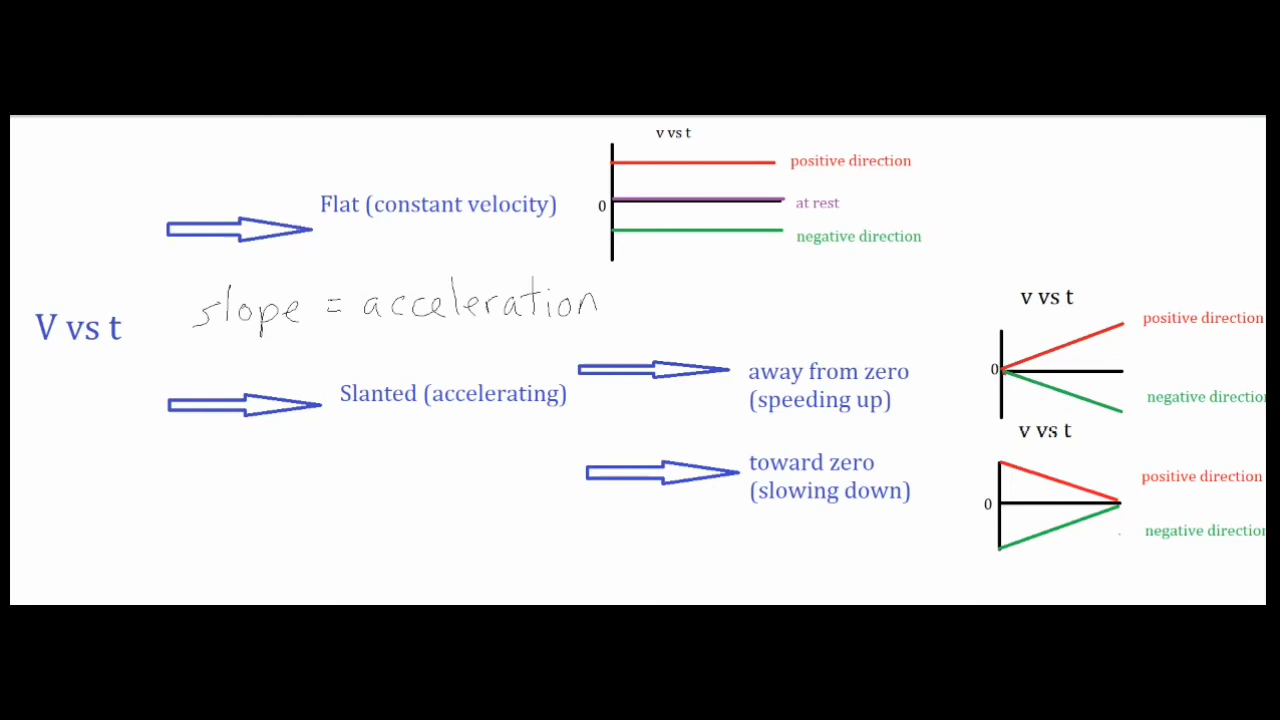 v vs t
positive direction
0
at rest
negative direction
Flat (constant velocity)
slope = acceleration
V vs t
Slanted (accelerating)
away from zero
(speeding up)
v vs t
positive direction
0
negative directio
toward zero
(slowing down)
v vs t
positive direction
0
negative directio